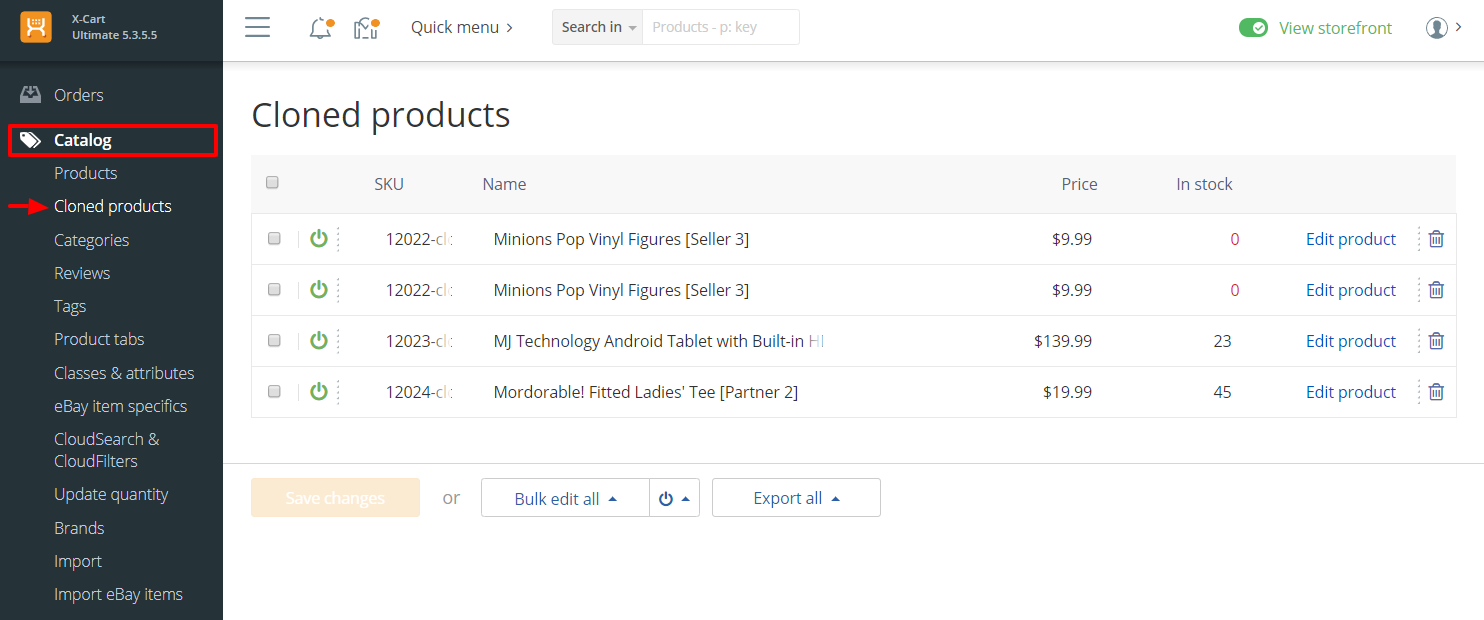 X-Cart
Ultimate 5.3.5.5
Quick menu
Search in
Products - p: key
View storefront
Orders
Catalog
Products
Cloned products
Categories
Reviews
Tags
Product tabs
Classes & attributes
eBay item specifics
CloudSearch &
CloudFilters
Update quantity
Brands
Import
Import eBay items
Cloned products
SKU Name Price In stock
12022-cl Minions Pop Vinyl Figures [Seller 3] $9.99 0 Edit product
12022-cl Minions Pop Vinyl Figures [Seller 3] $9.99 0 Edit product
12023-cl MJ Technology Android Tablet with Built-in $139.99 23 Edit product
12024-cl Mordorable! Fitted Ladies' Tee [Partner 2] $19.99 45 Edit product
Save changes or Bulk edit all Export all